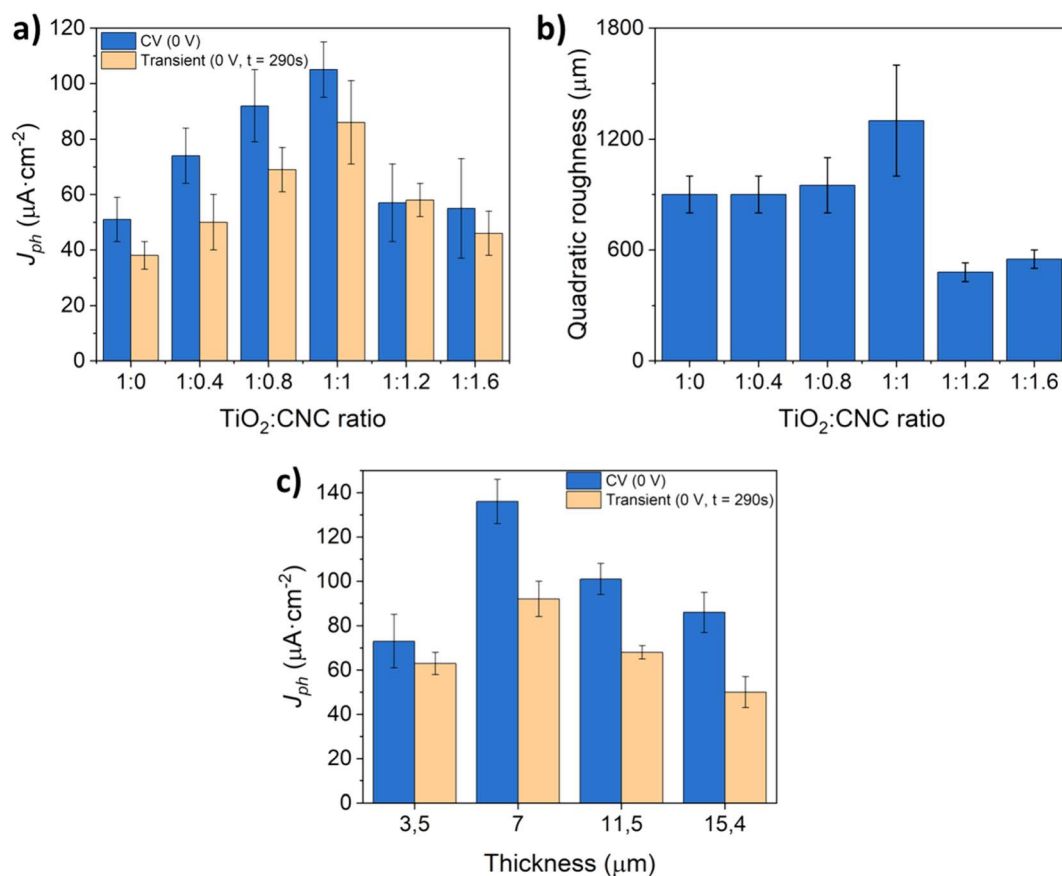 a)
CV (0 V)
Transient (0 V, t = 290s)
120
100
80
60
40
20
0
J_ph (µA·cm⁻²)
1:0 1:0.4 1:0.8 1:1 1:1.2 1:1.6
TiO₂:CNC ratio
b)
1800
1200
600
0
Quadratic roughness (µm)
1:0 1:0.4 1:0.8 1:1 1:1.2 1:1.6
TiO₂:CNC ratio
c)
CV (0 V)
Transient (0 V, t = 290s)
140
120
100
80
60
40
20
0
J_ph (µA·cm⁻²)
3,5 7 11,5 15,4
Thickness (µm)